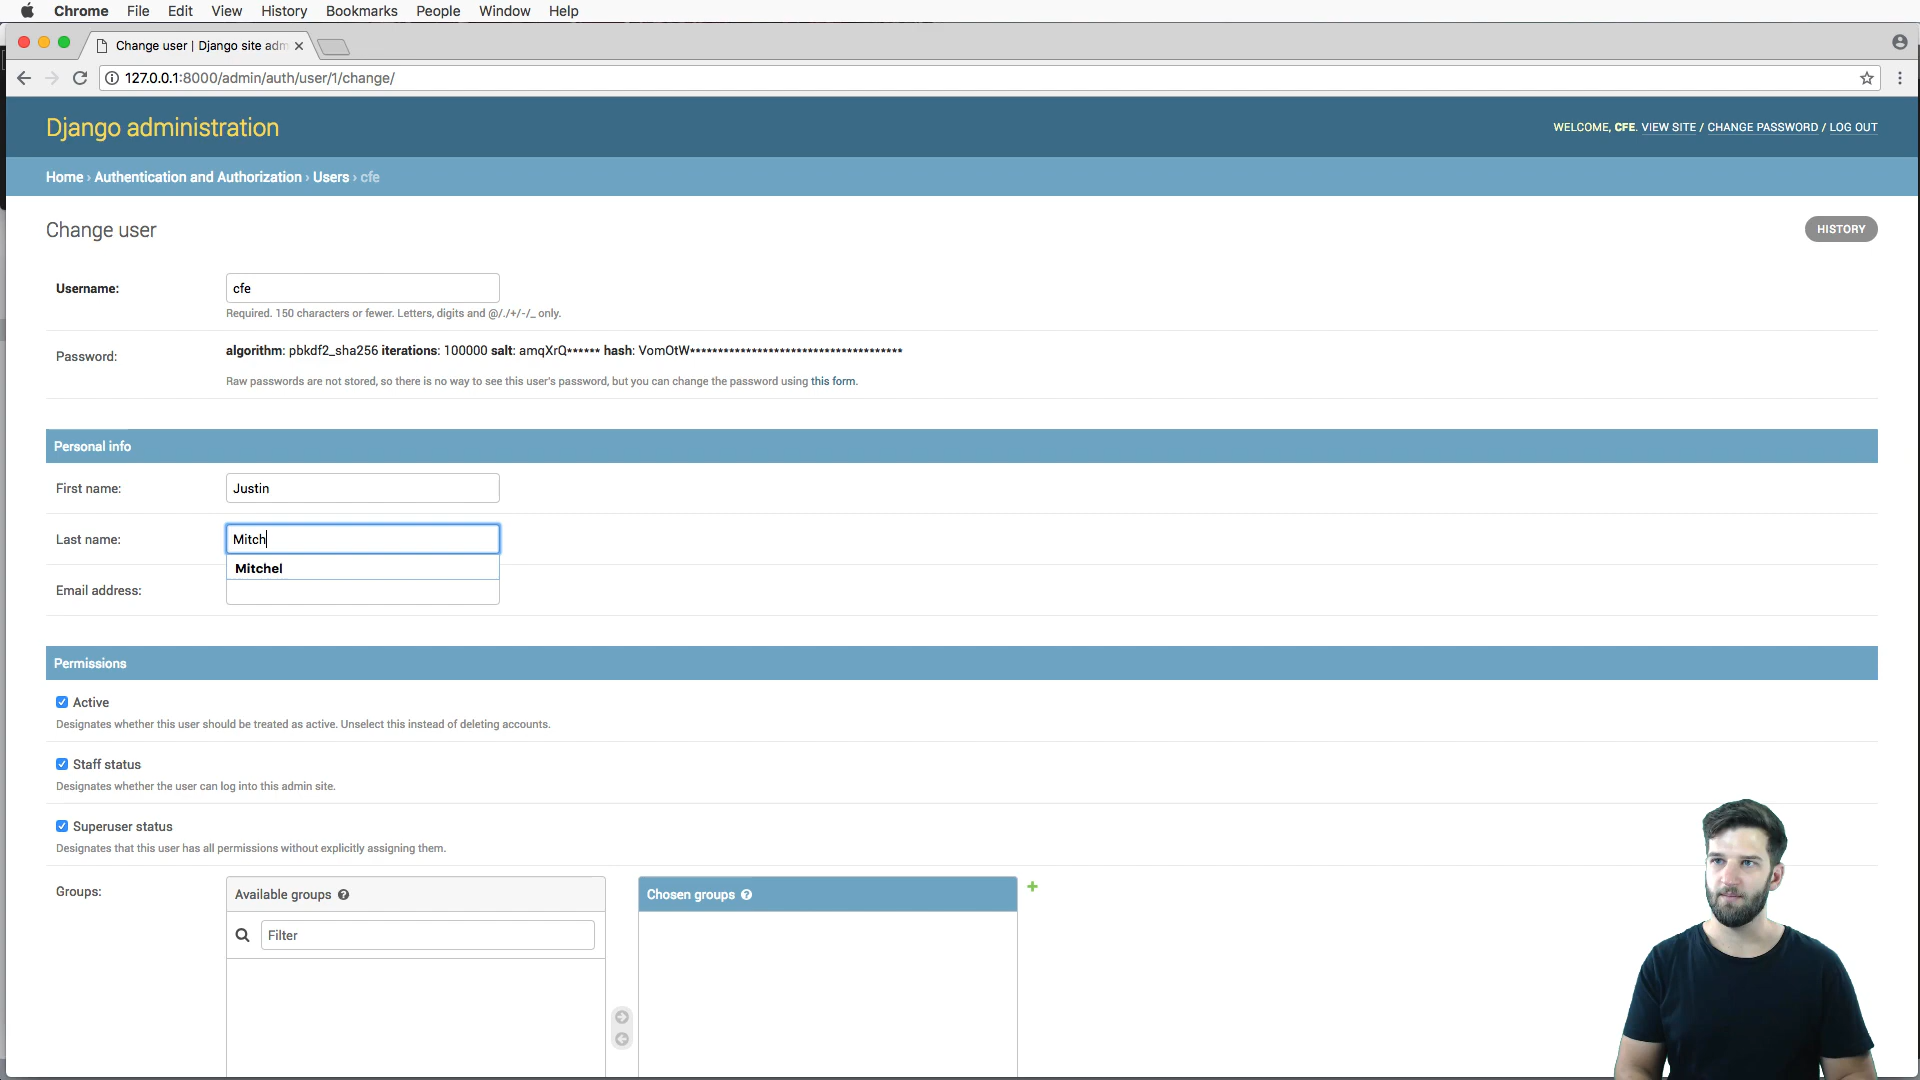 Chrome File Edit View History Bookmarks People Window Help
Change user | Django site adm
127.0.0.1:8000/admin/auth/user/1/change/
Django administration
WELCOME, CFE. VIEW SITE / CHANGE PASSWORD / LOG OUT
Home › Authentication and Authorization › Users › cfe
Change user
HISTORY
Username: cfe
Required. 150 characters or fewer. Letters, digits and @/./+/-/_ only.
Password: algorithm: pbkdf2_sha256 iterations: 100000 salt: amqXrQ****** hash: VomOtW**************************************
Raw passwords are not stored, so there is no way to see this user's password, but you can change the password using this form.
Personal info
First name: Justin
Last name: Mitch
Mitchel
Email address:
Permissions
Active
Designates whether this user should be treated as active. Unselect this instead of deleting accounts.
Staff status
Designates whether the user can log into this admin site.
Superuser status
Designates that this user has all permissions without explicitly assigning them.
Groups: Available groups ? Chosen groups ?
Filter